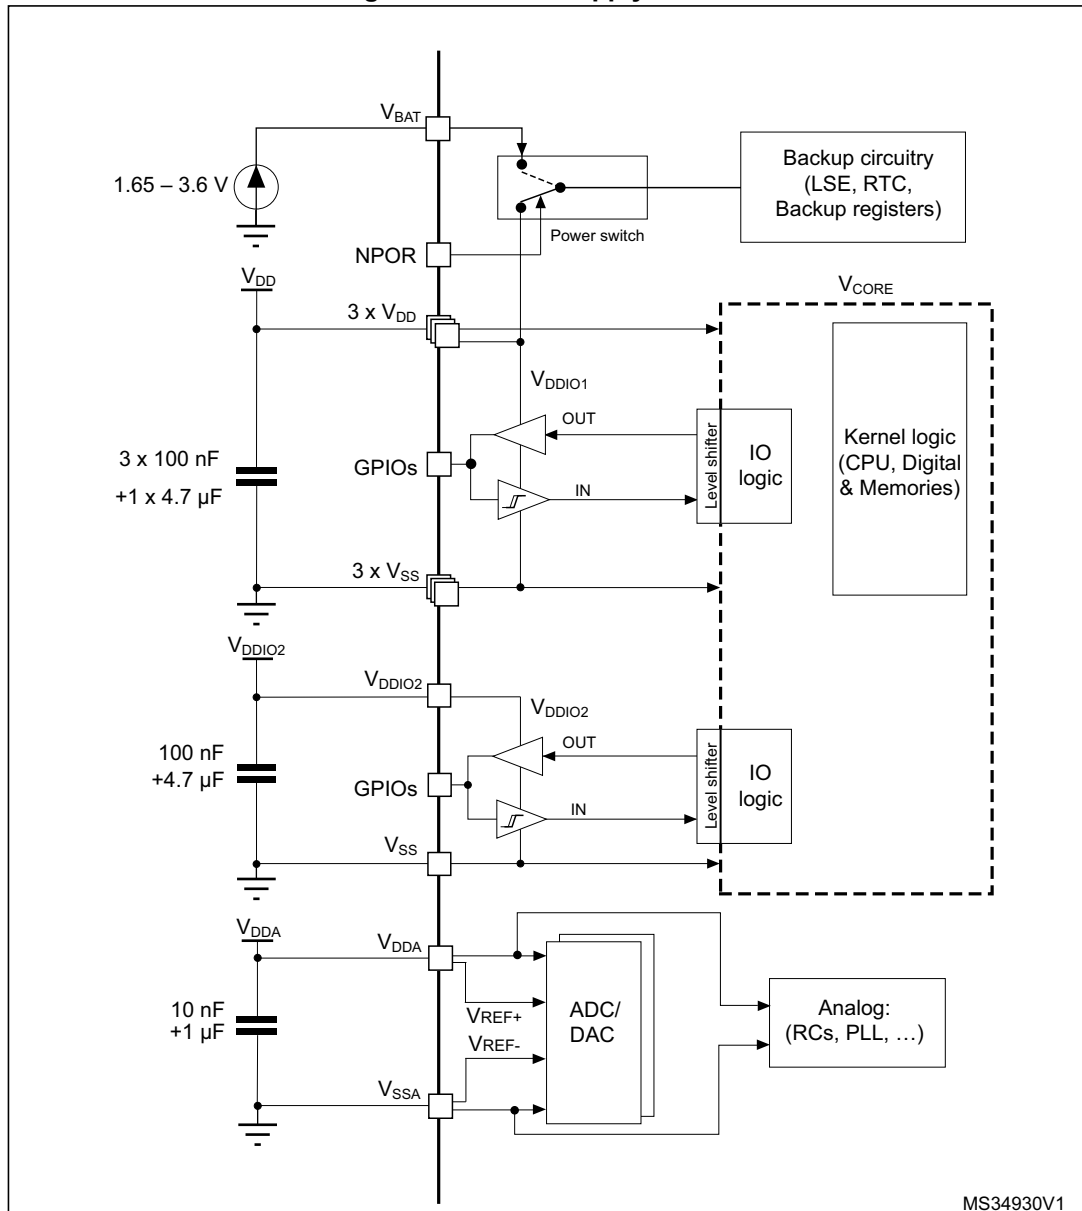 VBAT
1.65 – 3.6 V
Backup circuitry
(LSE, RTC,
Backup registers)
Power switch
NPOR
VDD
3 x VDD
VCORE
VDDIO1
OUT
3 x 100 nF
+1 x 4.7 µF
GPIOs
IN
Level shifter
IO
logic
Kernel logic
(CPU, Digital
& Memories)
3 x VSS
VDDIO2
VDDIO2
VDDIO2
OUT
100 nF
+4.7 µF
GPIOs
IN
Level shifter
IO
logic
VSS
VDDA
VDDA
10 nF
+1 µF
VREF+
VREF-
ADC/
DAC
Analog:
(RCs, PLL, …)
VSSA
MS34930V1